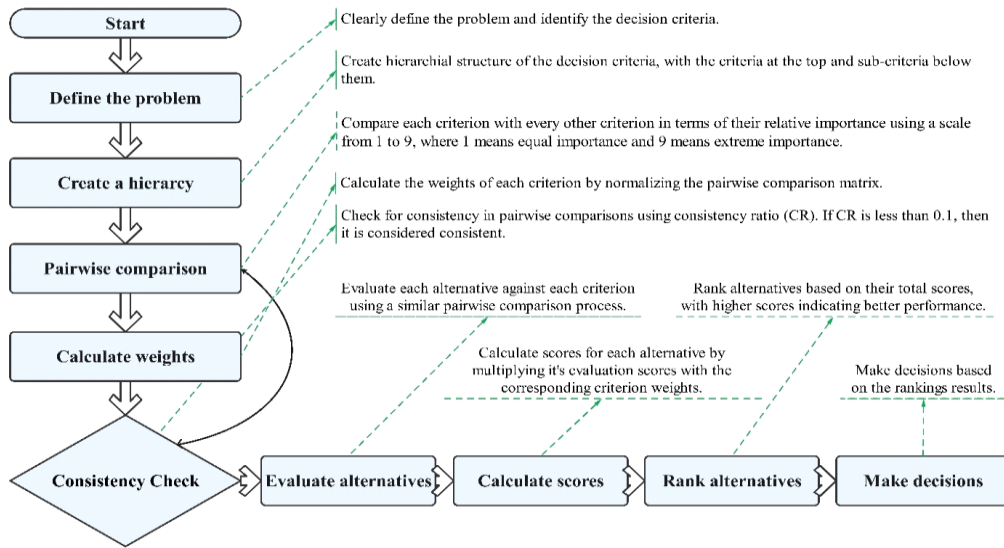 Start
Define the problem
Create a hierarcy
Pairwise comparison
Calculate weights
Consistency Check
Evaluate alternatives
Calculate scores
Rank alternatives
Make decisions
Clearly define the problem and identify the decision criteria.
Create hierarchial structure of the decision criteria, with the criteria at the top and sub-criteria below
them.
Compare each criterion with every other criterion in terms of their relative importance using a scale
from 1 to 9, where 1 means equal importance and 9 means extreme importance.
Calculate the weights of each criterion by normalizing the pairwise comparison matrix.
Check for consistency in pairwise comparisons using consistency ratio (CR). If CR is less than 0.1, then
it is considered consistent.
Evaluate each alternative against each criterion
using a similar pairwise comparison process.
Calculate scores for each alternative by
multiplying it's evaluation scores with the
corresponding criterion weights.
Rank alternatives based on their total scores,
with higher scores indicating better performance.
Make decisions based
on the rankings results.